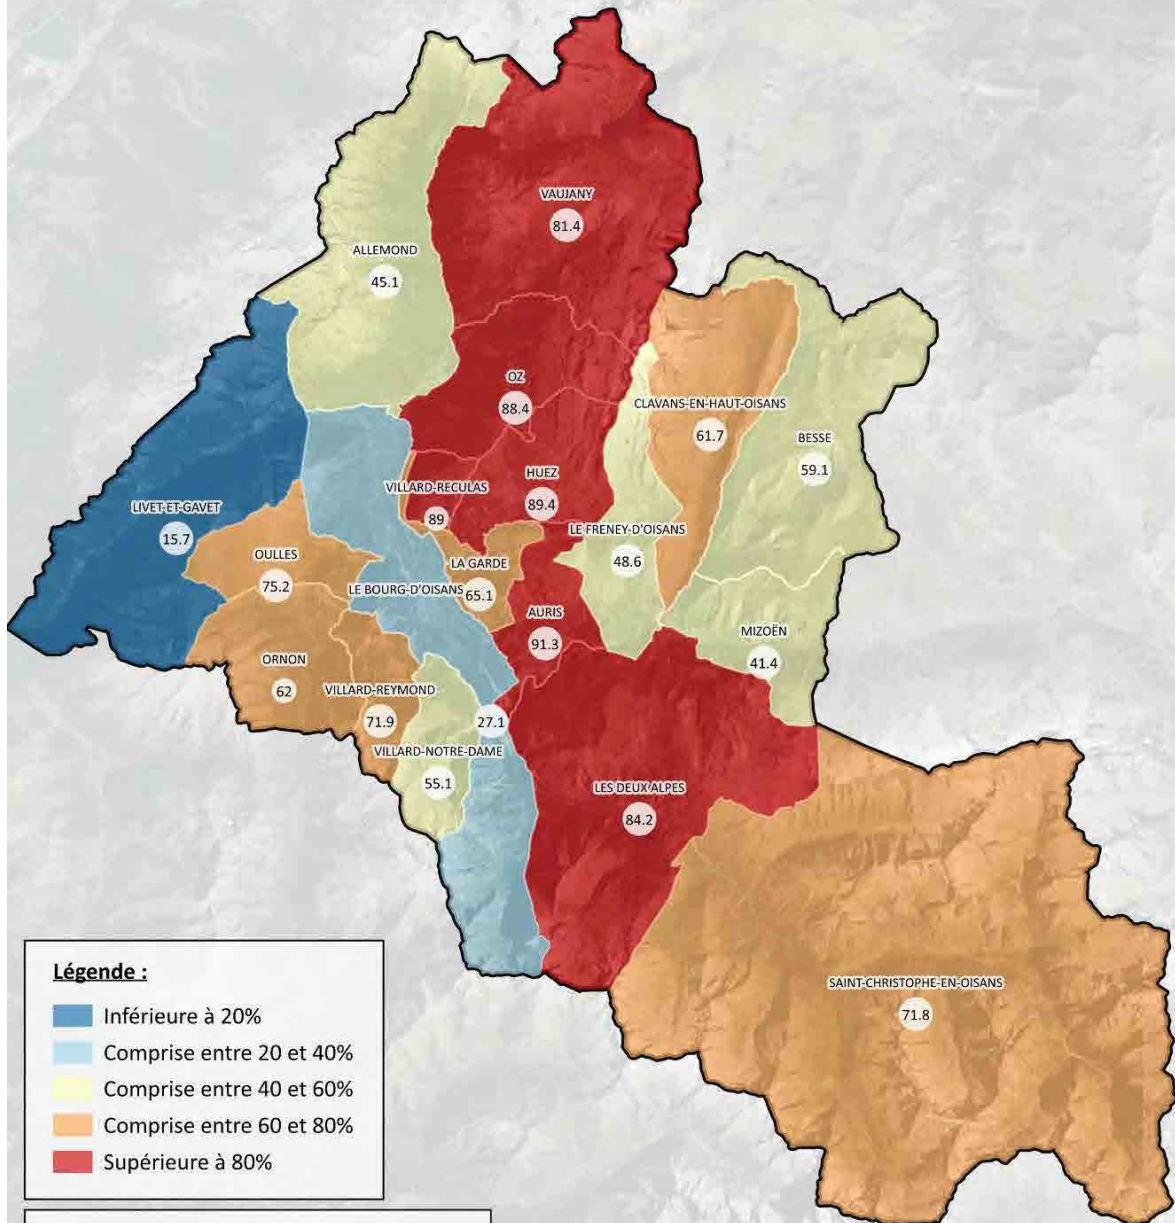 VAUJANY
81.4
ALLEMOND
45.1
OZ
88.4
CLAVANS-EN-HAUT-OISANS
61.7
BESSE
59.1
HUEZ
89.4
VILLARD-RECULAS
89
LIVET-ET-GAVET
15.7
LE FRENEY-D'OISANS
48.6
OULLES
75.2
LA GARDE
65.1
LE BOURG-D'OISANS
27.1
AURIS
91.3
MIZOËN
41.4
ORNON
62
VILLARD-REYMOND
71.9
VILLARD-NOTRE-DAME
55.1
LES DEUX ALPES
84.2
SAINT-CHRISTOPHE-EN-OISANS
71.8
Légende :
Inférieure à 20%
Comprise entre 20 et 40%
Comprise entre 40 et 60%
Comprise entre 60 et 80%
Supérieure à 80%